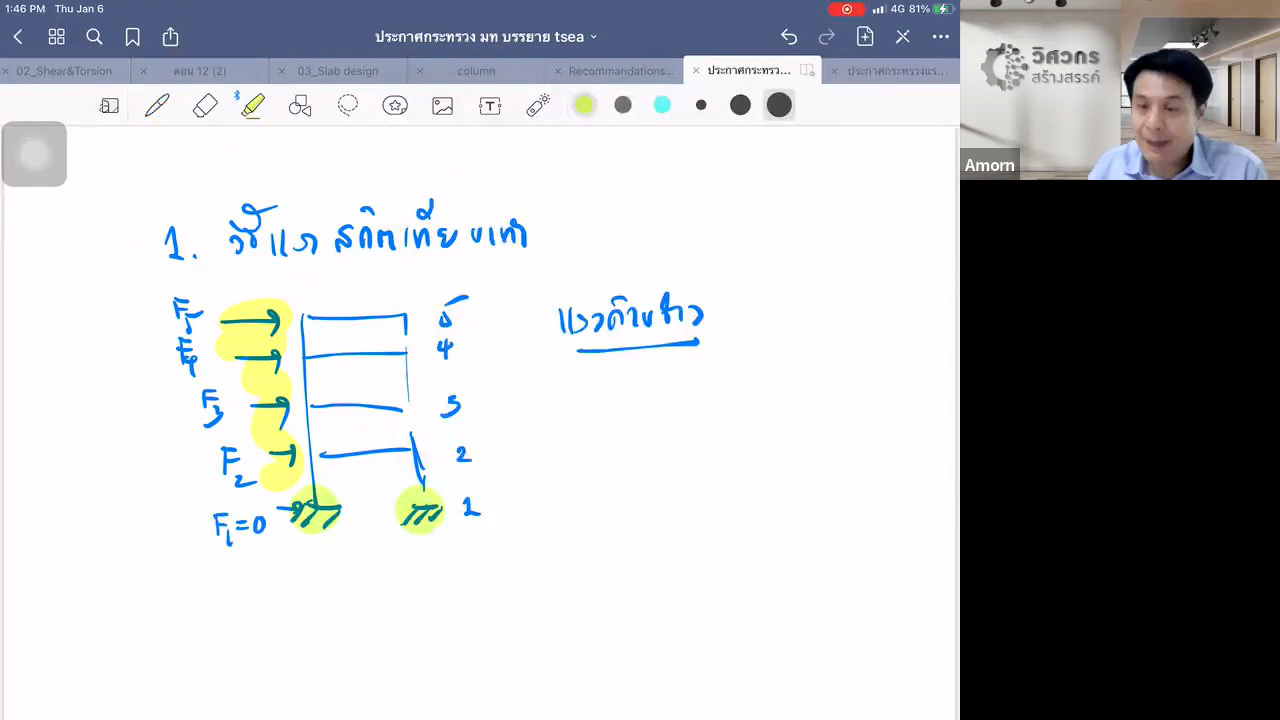 1:46 PM Thu Jan 6
4G 81%
ประกาศกระทรวง มท บรรยาย tsea
02_Shear&Torsion
ตอน 12 (2)
03_Slab design
column
Recommandations...
ประกาศกระทรว...
ประกาศกระทรวงแร...
วิศวกร
สร้างสรรค์
Amorn
1. วิธีแรงสถิตเทียบเท่า
F5
5
แรงด้านข้าง
F4
4
F3
3
F2
2
F1=0
1